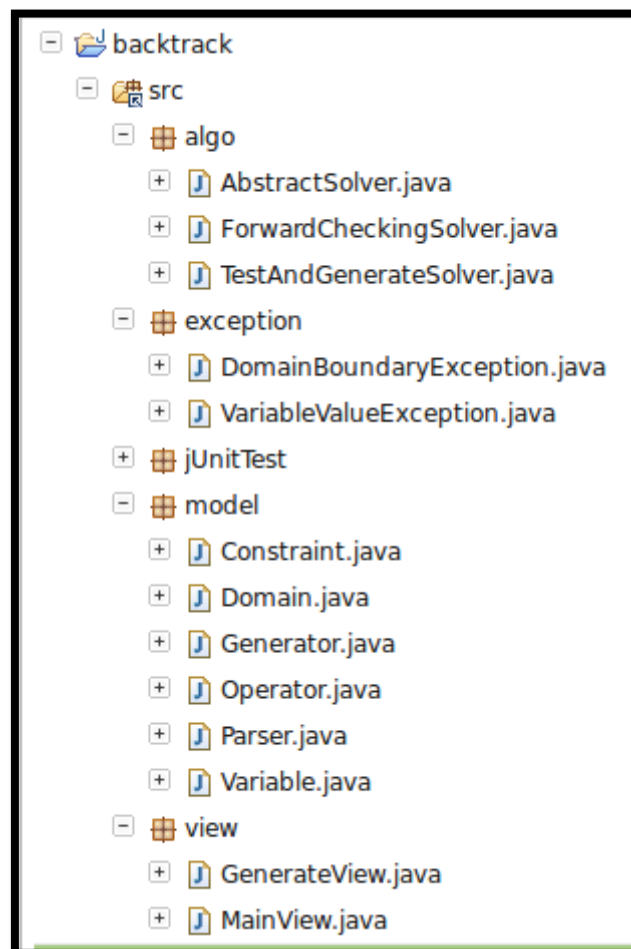 backtrack
src
algo
AbstractSolver.java
ForwardCheckingSolver.java
TestAndGenerateSolver.java
exception
DomainBoundaryException.java
VariableValueException.java
jUnitTest
model
Constraint.java
Domain.java
Generator.java
Operator.java
Parser.java
Variable.java
view
GenerateView.java
MainView.java